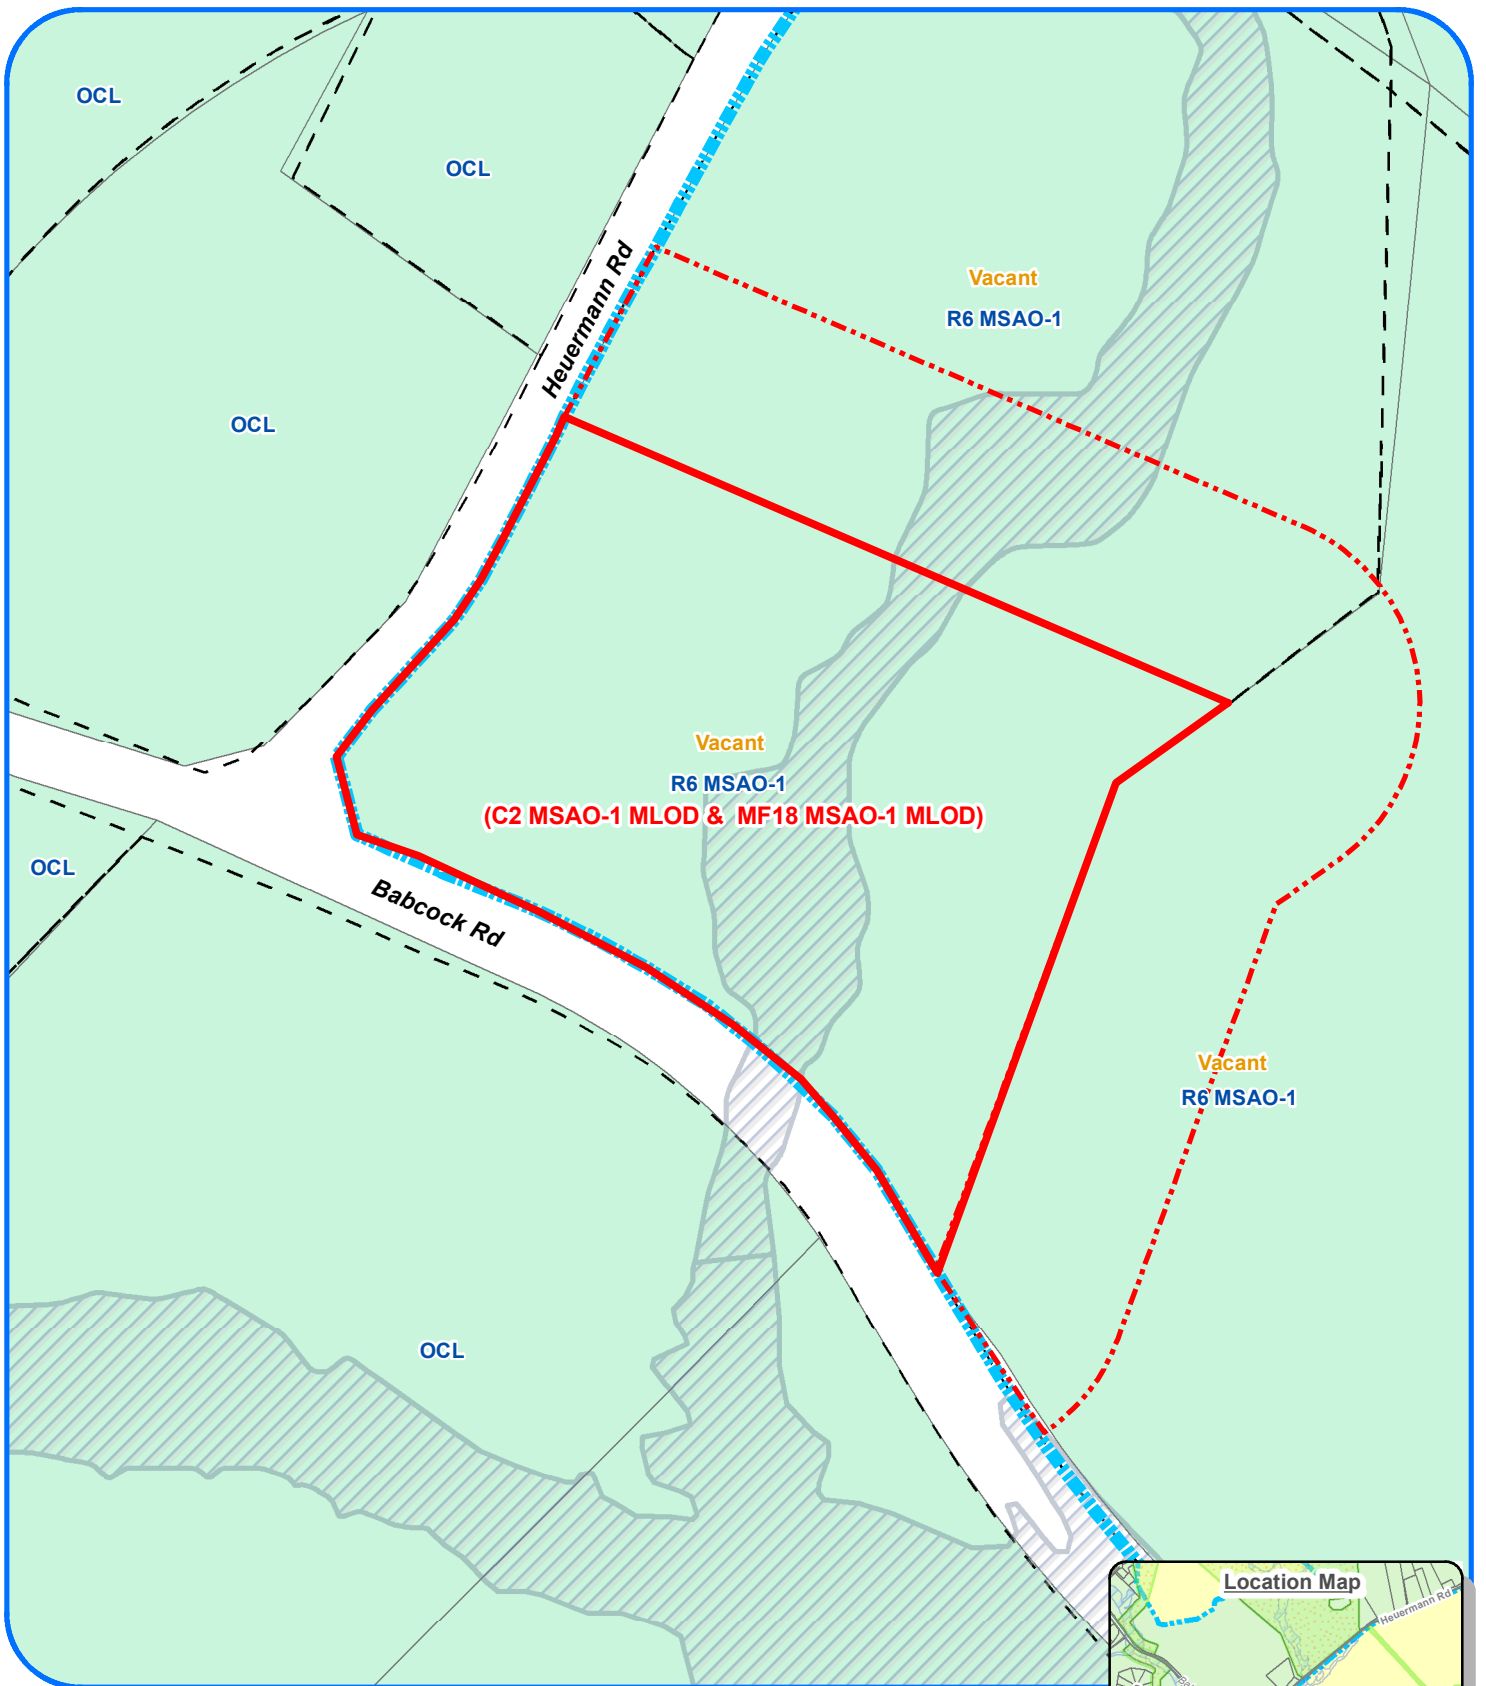 OCL
OCL
Heuermann Rd
Vacant
R6 MSAO-1
OCL
Vacant
R6 MSAO-1
(C2 MSAO-1 MLOD & MF18 MSAO-1 MLOD)
OCL
Babcock Rd
Vacant
R6 MSAO-1
OCL
Location Map
Heuermann Rd